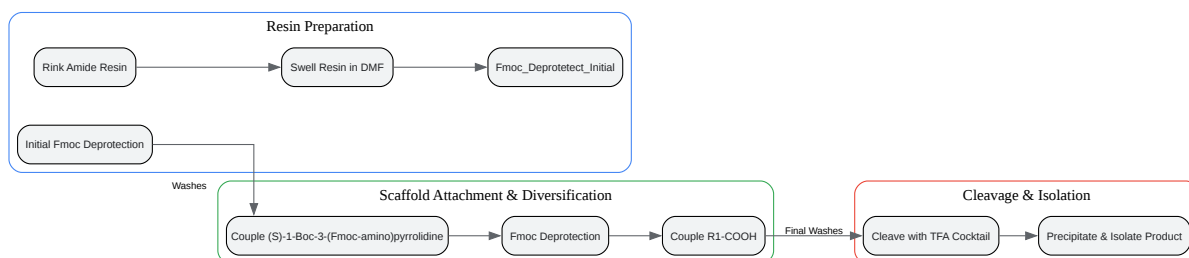 Resin Preparation
Rink Amide Resin
Swell Resin in DMF
Fmoc_Deprotetect_Initial
Initial Fmoc Deprotection
Washes
Scaffold Attachment & Diversification
Cleavage & Isolation
Couple (S)-1-Boc-3-(Fmoc-amino)pyrrolidine
Fmoc Deprotection
Couple R1-COOH
Final Washes
Cleave with TFA Cocktail
Precipitate & Isolate Product